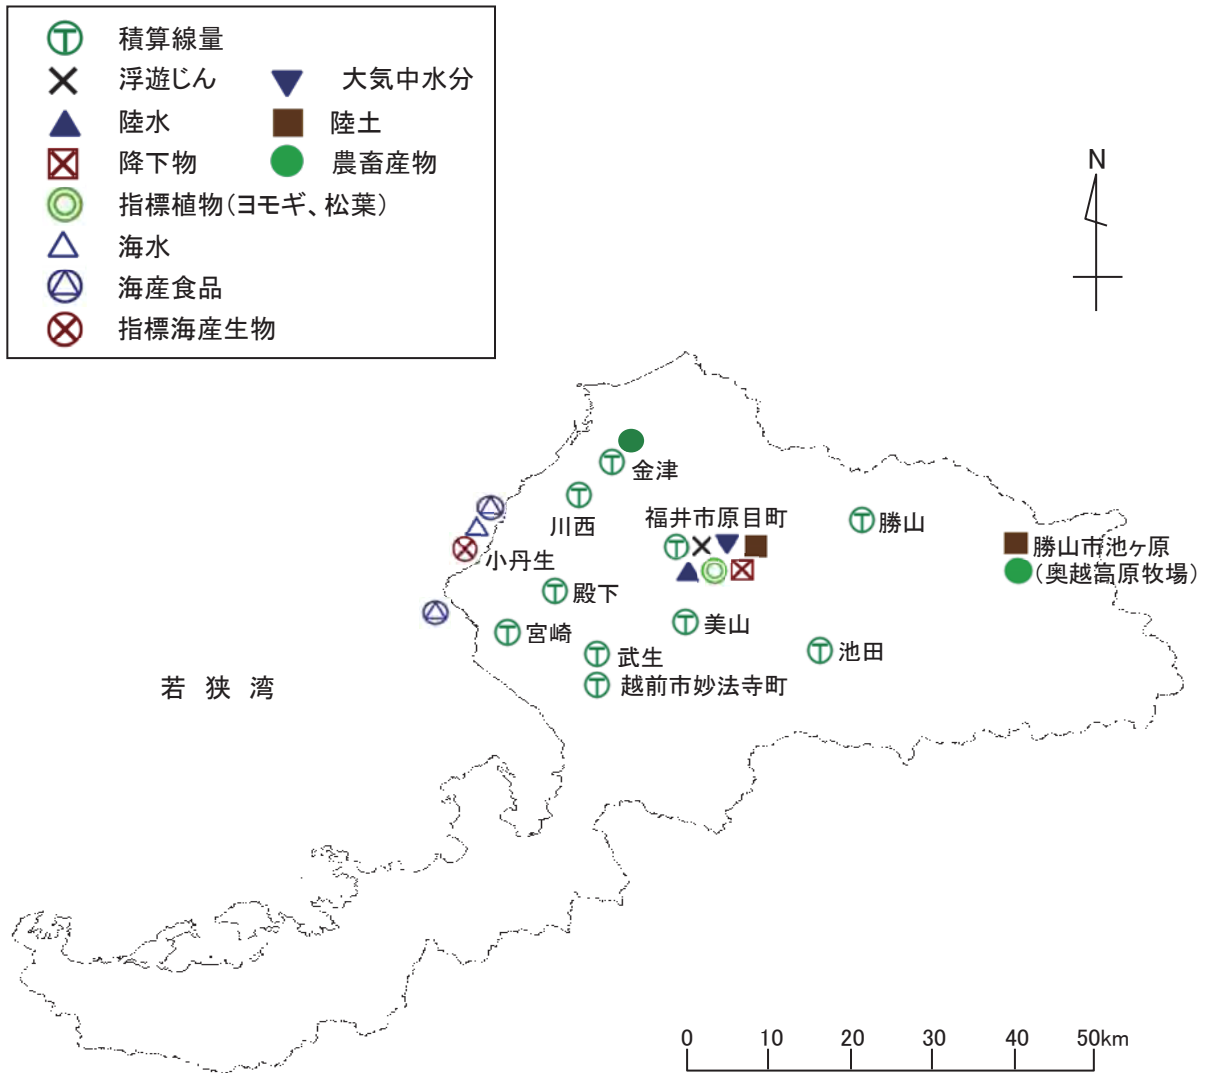 積算線量
浮遊じん
大気中水分
陸水
陸土
降下物
農畜産物
指標植物(ヨモギ、松葉)
海水
海産食品
指標海産生物
N
金津
川西
福井市原目町
勝山
小丹生
勝山市池ヶ原
(奥越高原牧場)
殿下
宮崎
美山
武生
池田
越前市妙法寺町
若狭湾
0 10 20 30 40 50km